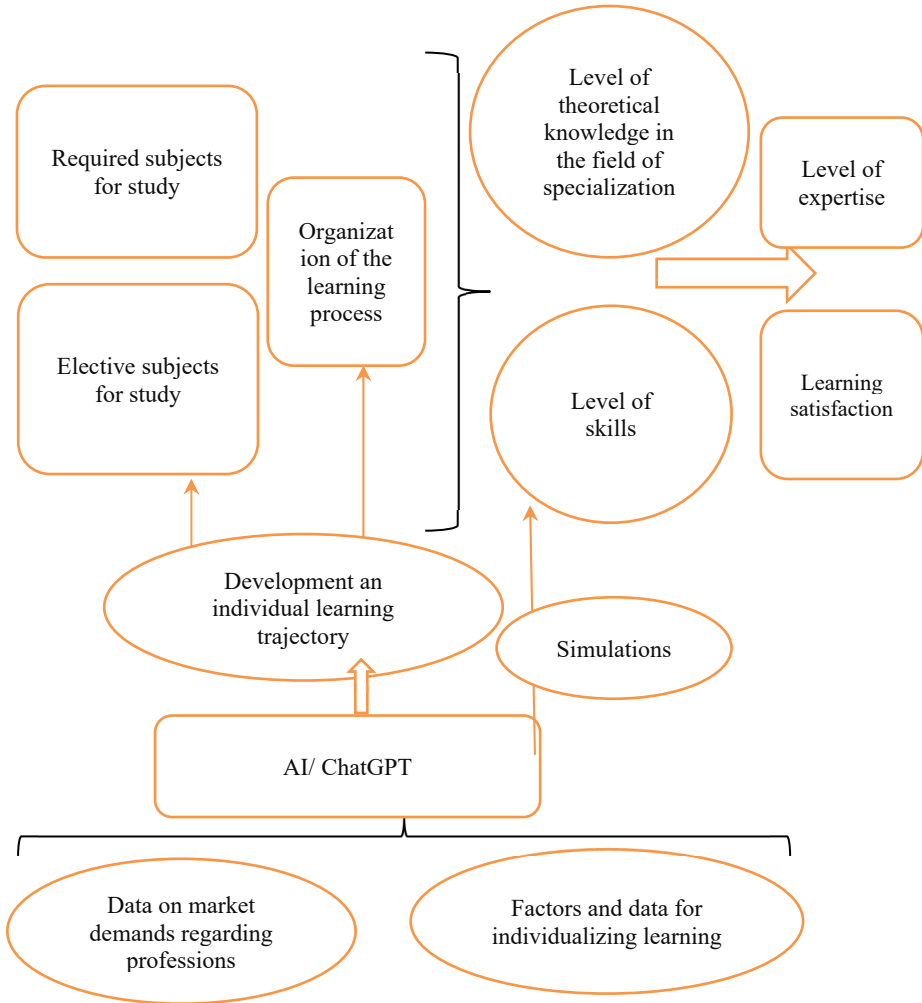 Required subjects
for study
Organizat
ion of the
learning
process
Elective subjects
for study
Level of
theoretical
knowledge in
the field of
specialization
Level of
expertise
Level of
skills
Learning
satisfaction
Development an
individual learning
trajectory
Simulations
AI/ ChatGPT
Data on market
demands regarding
professions
Factors and data for
individualizing learning